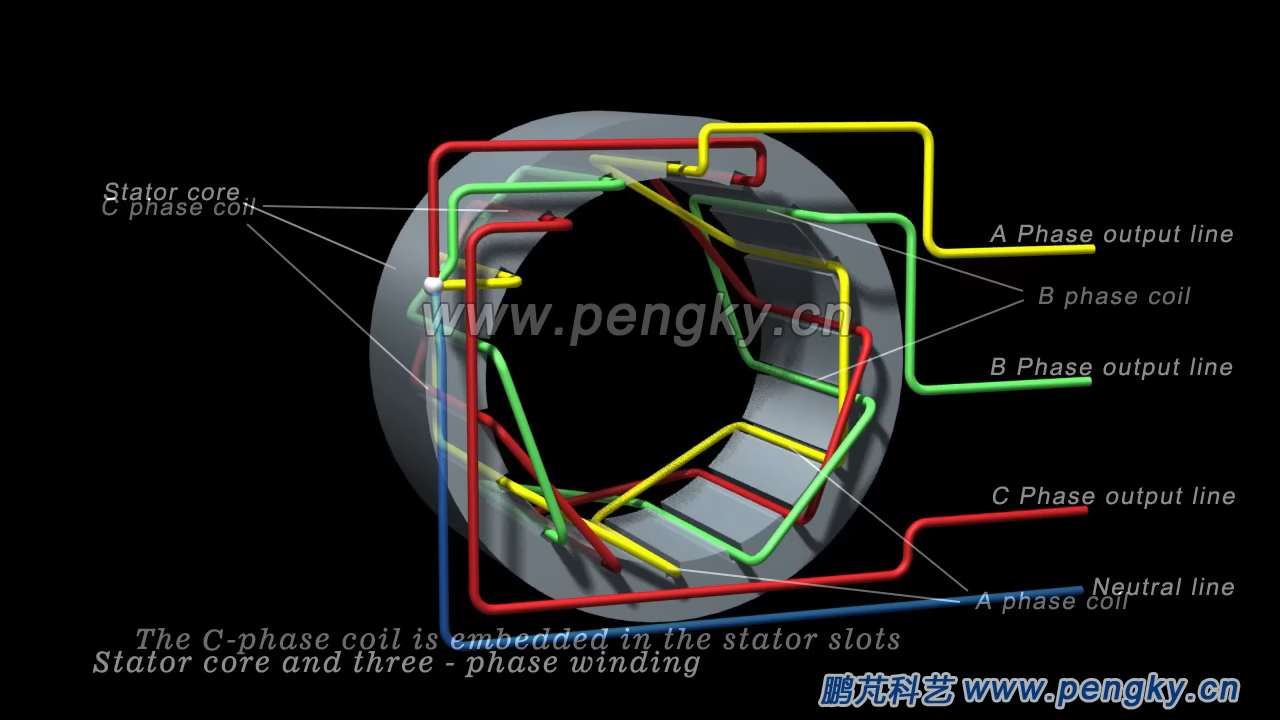 Stator core
C phase coil
A Phase output line
B phase coil
www.pengky.cn
B Phase output line
C Phase output line
Neutral line
A phase coil
The C-phase coil is embedded in the stator slots
Stator core and three - phase winding
鹏芃科艺 www.pengky.cn